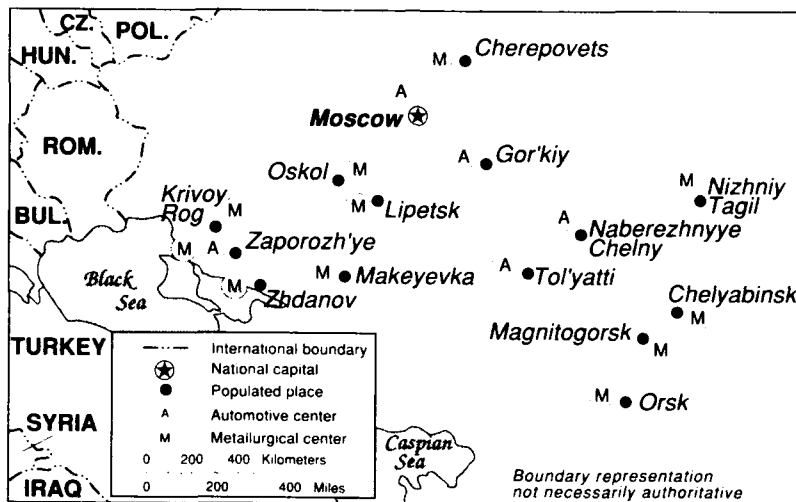 CZ.
POL.
HUN.
ROM.
BUL.
M
Cherepovets
A
Moscow
A
Gor'kiy
Oskol
M
M
Lipetsk
M
Nizhniy
Tagil
Krivoy
Rog
M
A
Naberezhnyye
Chelny
M
A
Zaporozh'ye
Black
Sea
M
Zhdanov
M
Makeyevka
A
Tol'yatti
Chelyabinsk
M
Magnitogorsk
M
M
Orsk
TURKEY
SYRIA
IRAQ
International boundary
National capital
Populated place
A Automotive center
M Metallurgical center
0 200 400 Kilometers
0 200 400 Miles
Caspian
Sea
Boundary representation
not necessarily authoritative